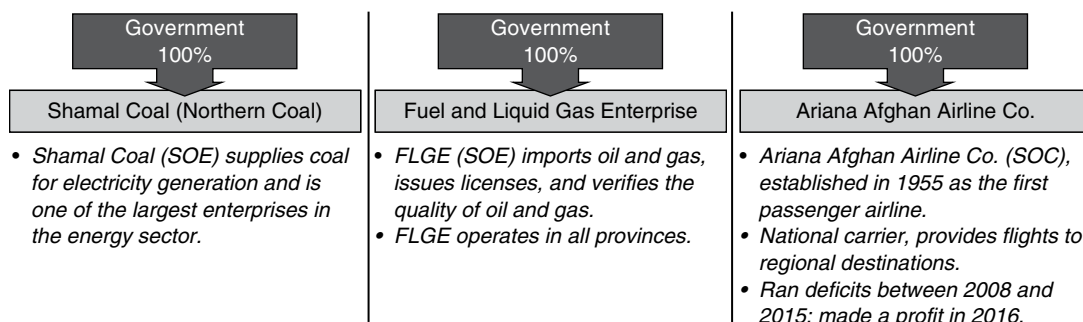 Government
100%
Shamal Coal (Northern Coal)
• Shamal Coal (SOE) supplies coal
for electricity generation and is
one of the largest enterprises in
the energy sector.
Government
100%
Fuel and Liquid Gas Enterprise
• FLGE (SOE) imports oil and gas,
issues licenses, and verifies the
quality of oil and gas.
• FLGE operates in all provinces.
Government
100%
Ariana Afghan Airline Co.
• Ariana Afghan Airline Co. (SOC),
established in 1955 as the first
passenger airline.
• National carrier, provides flights to
regional destinations.
• Ran deficits between 2008 and
2015; made a profit in 2016.